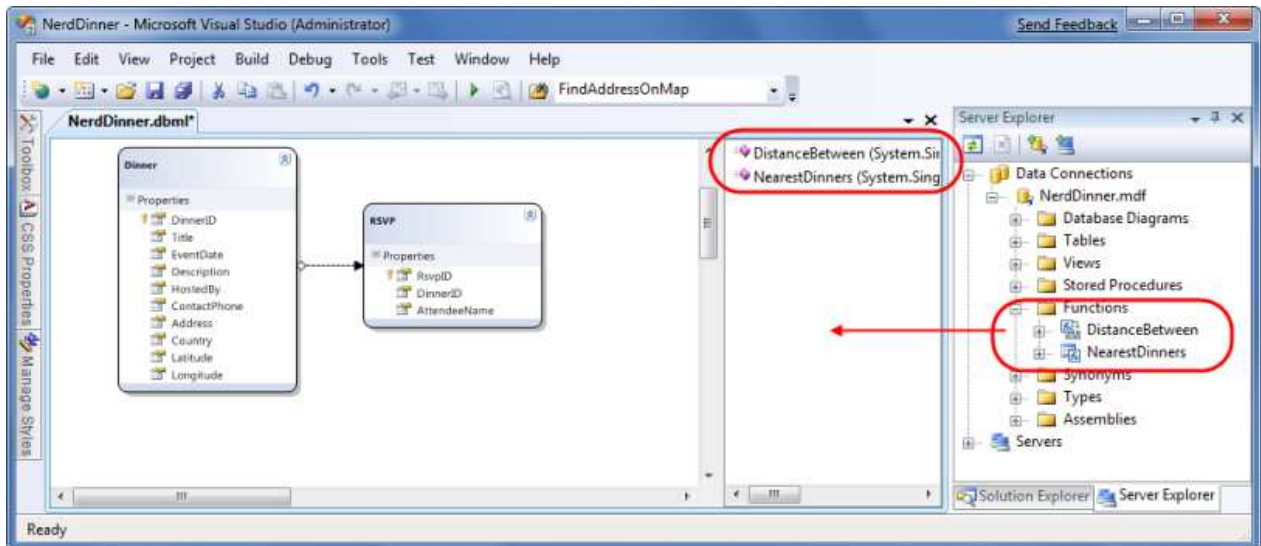 NerdDinner - Microsoft Visual Studio (Administrator)
Send Feedback
File Edit View Project Build Debug Tools Test Window Help
FindAddressOnMap
NerdDinner.dbml*
Toolbox
CSS Properties
Manage Styles
Dinner
Properties
DinnerID
Title
EventDate
Description
HostedBy
ContactPhone
Address
Country
Latitude
Longitude
RSVP
Properties
RsvpID
DinnerID
AttendeeName
DistanceBetween (System.Sin
NearestDinners (System.Sing
Server Explorer
Data Connections
NerdDinner.mdf
Database Diagrams
Tables
Views
Stored Procedures
Functions
DistanceBetween
NearestDinners
Synonyms
Types
Assemblies
Servers
Solution Explorer Server Explorer
Ready